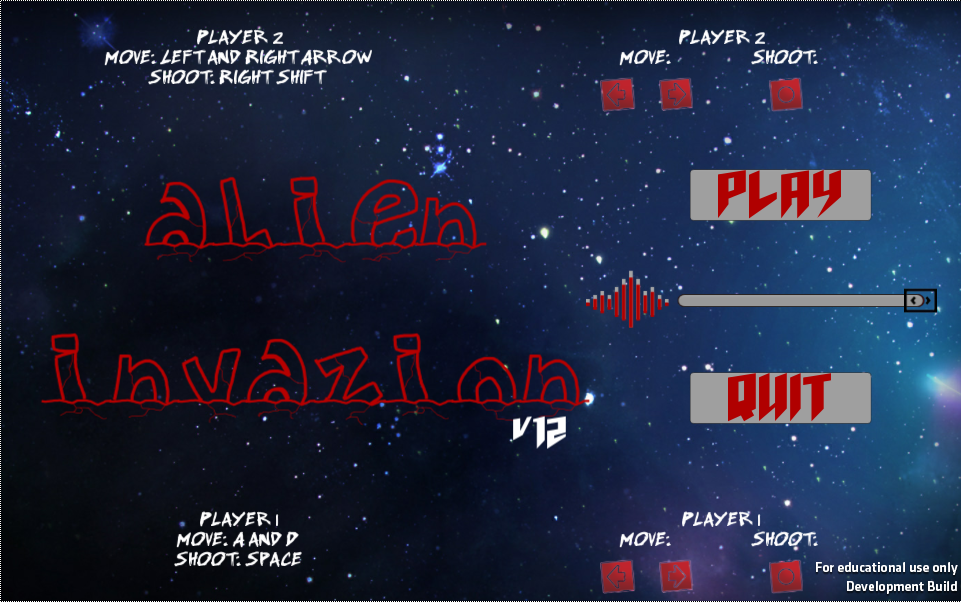 PLAYER 2
MOVE: LEFT AND RIGHT ARROW
SHOOT: RIGHT SHIFT
PLAYER 2
MOVE: SHOOT:
alien
invazion
V12
PLAY
QUIT
PLAYER 1
MOVE: A AND D
SHOOT: SPACE
PLAYER 1
MOVE: SHOOT:
For educational use only
Development Build